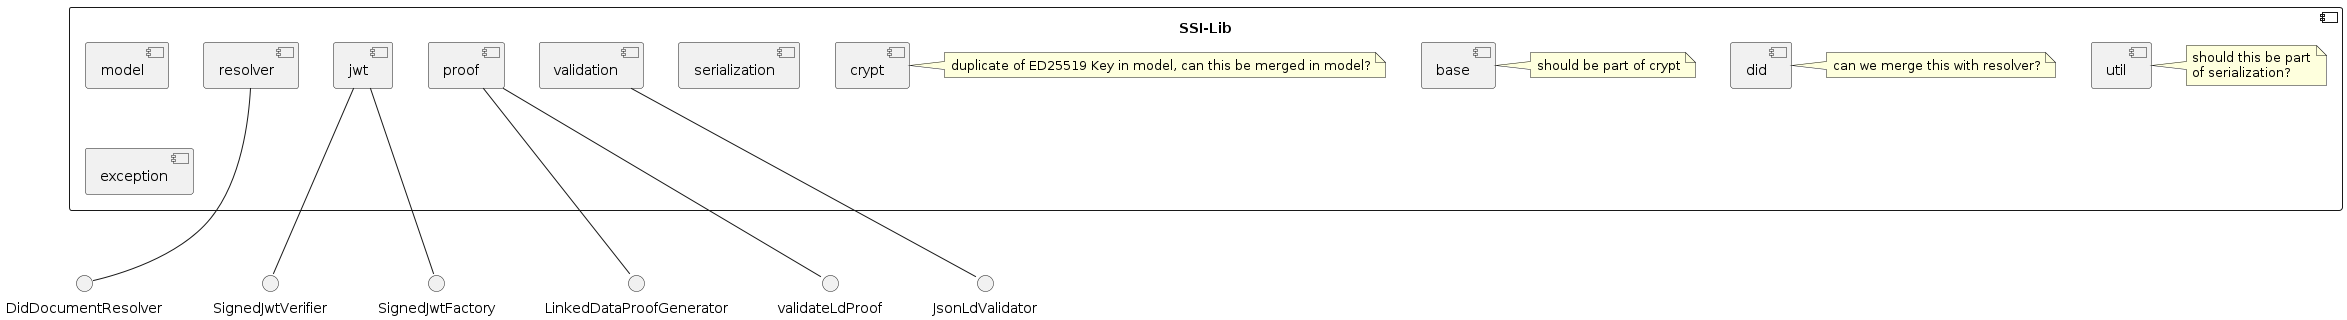 SSI-Lib
model
resolver
jwt
proof
validation
serialization
crypt
duplicate of ED25519 Key in model, can this be merged in model?
base
should be part of crypt
did
can we merge this with resolver?
util
should this be part
of serialization?
exception
DidDocumentResolver
SignedJwtVerifier
SignedJwtFactory
LinkedDataProofGenerator
validateLdProof
JsonLdValidator